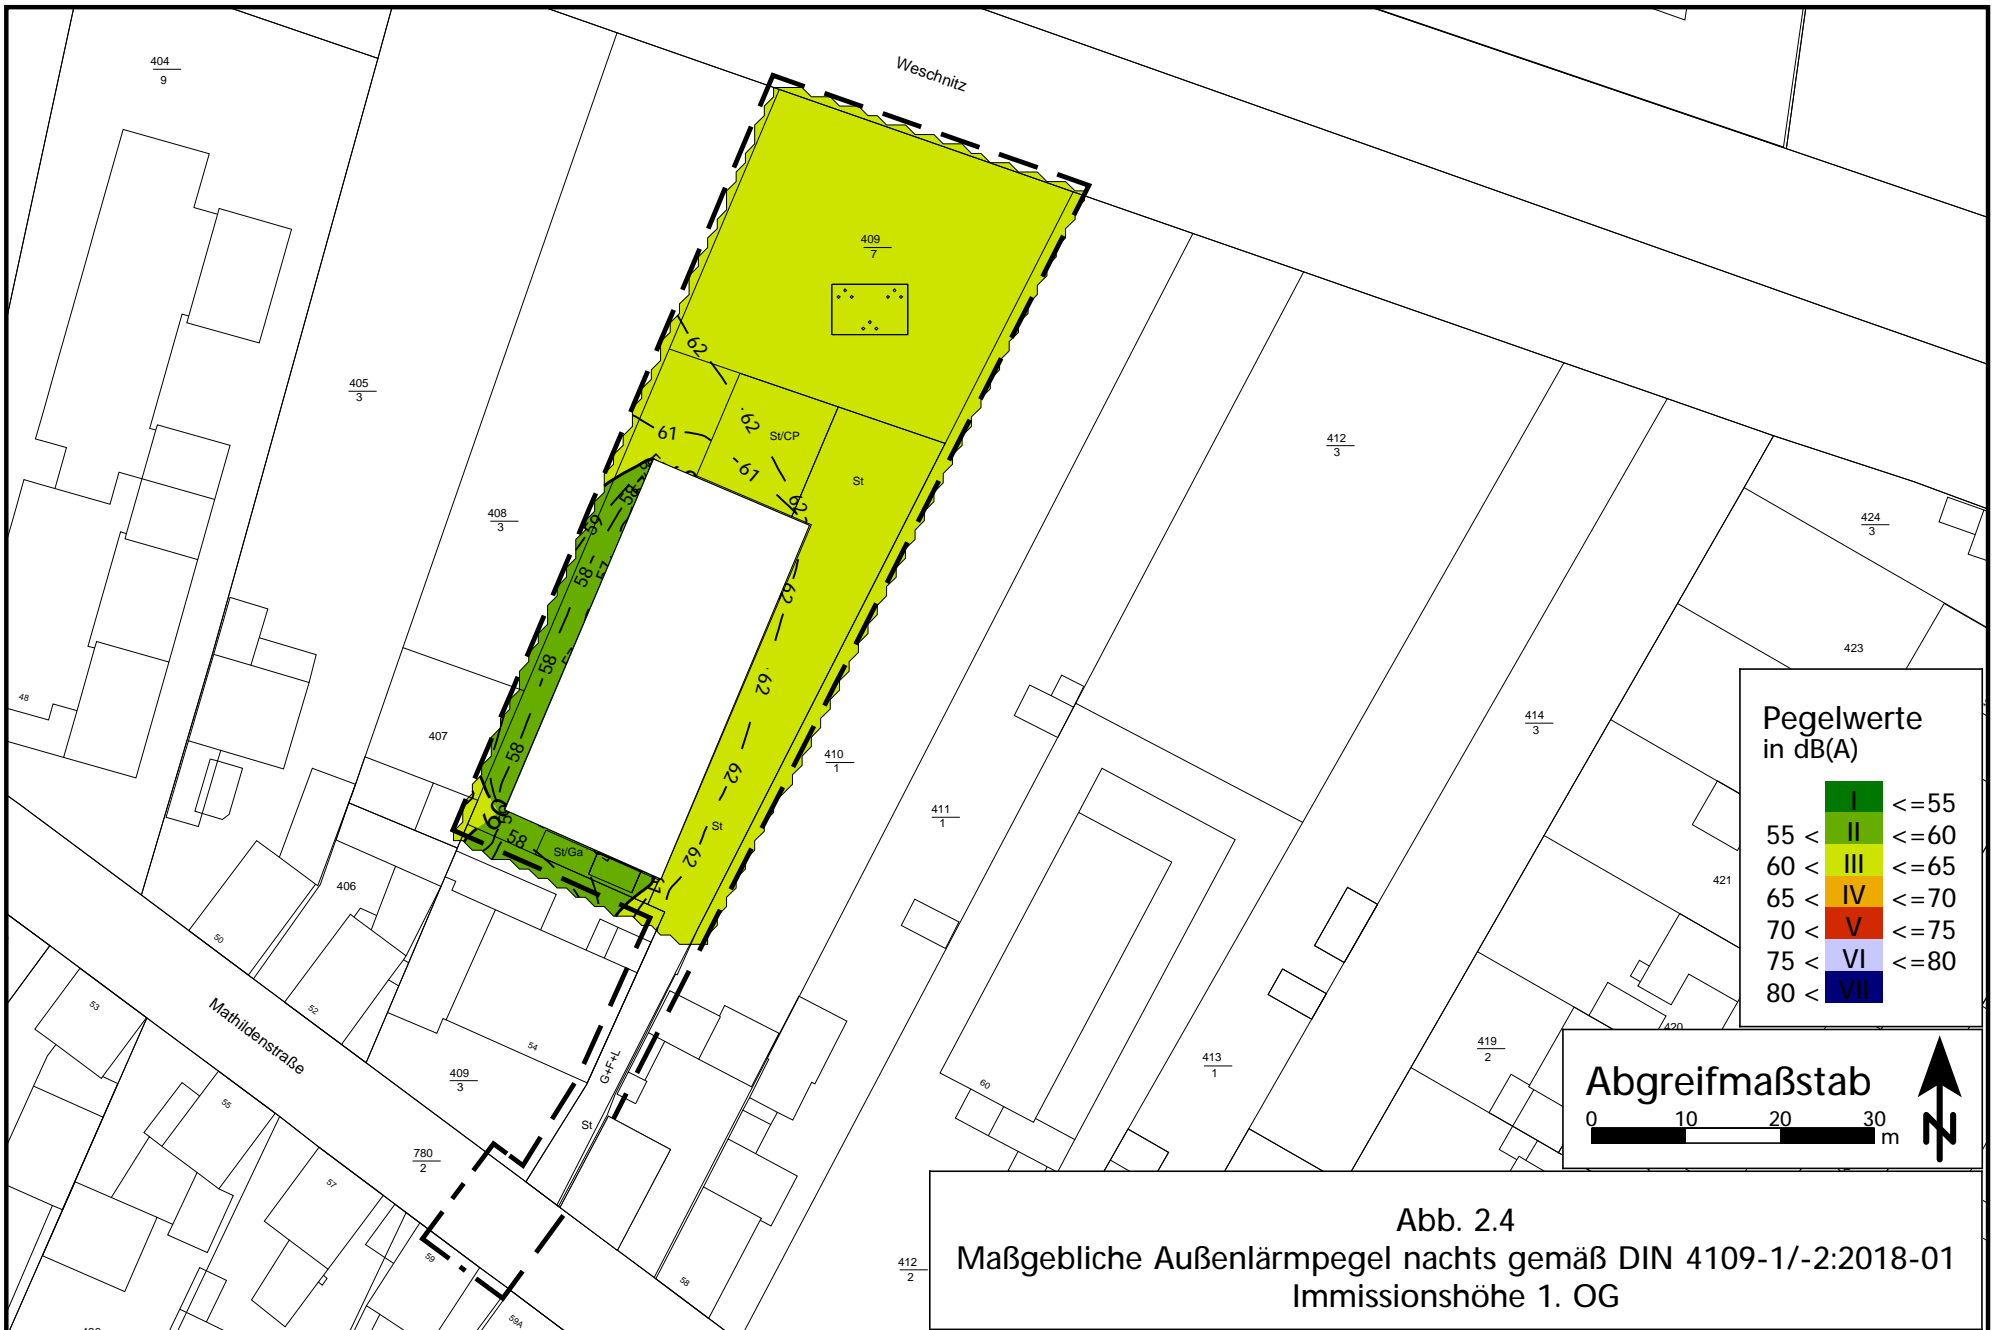 Weschnitz
404
9
409
7
62
405
3
61
62
St/CP
61
412
3
St
62
408
3
58
59
424
3
58
57
62
423
58
62
48
414
3
407
58
410
1
62
411
1
60
58
St
St/Ga
62
61
421
406
50
52
53
Mathildenstraße
54
G+F+L
409
3
55
St
60
413
1
419
2
420
780
2
57
59
58
59A
412
2
Pegelwerte
in dB(A)
I <=55
55 < II <=60
60 < III <=65
65 < IV <=70
70 < V <=75
75 < VI <=80
80 < VII
Abgreifmaßstab
0 10 20 30
m
N
Abb. 2.4
Maßgebliche Außenlärmpegel nachts gemäß DIN 4109-1/-2:2018-01
Immissionshöhe 1. OG